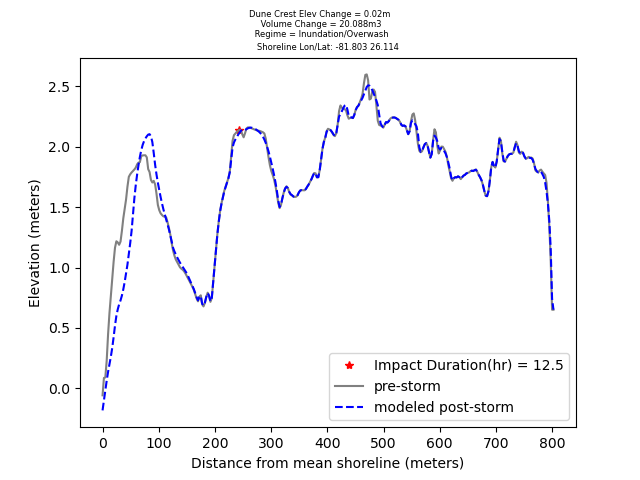 Dune Crest Elev Change = 0.02m
Volume Change = 20.088m3
Regime = Inundation/Overwash
Shoreline Lon/Lat: -81.803 26.114
Elevation (meters)
2.5
2.0
1.5
1.0
0.5
0.0
Impact Duration(hr) = 12.5
pre-storm
modeled post-storm
0 100 200 300 400 500 600 700 800
Distance from mean shoreline (meters)